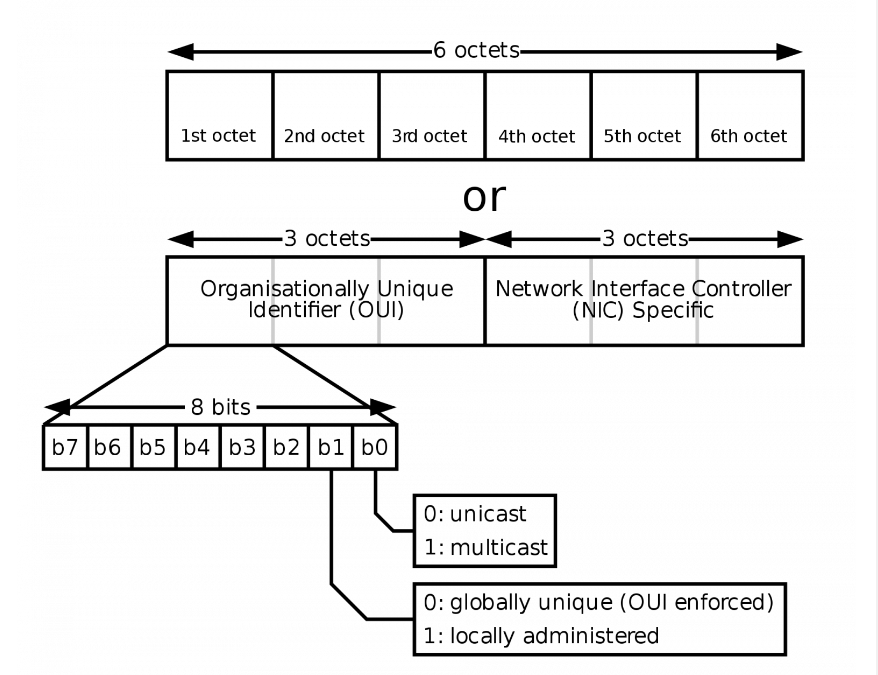 6 octets
1st octet 2nd octet 3rd octet 4th octet 5th octet 6th octet
or
3 octets 3 octets
Organisationally Unique
Identifier (OUI)
Network Interface Controller
(NIC) Specific
8 bits
b7 b6 b5 b4 b3 b2 b1 b0
0: unicast
1: multicast
0: globally unique (OUI enforced)
1: locally administered